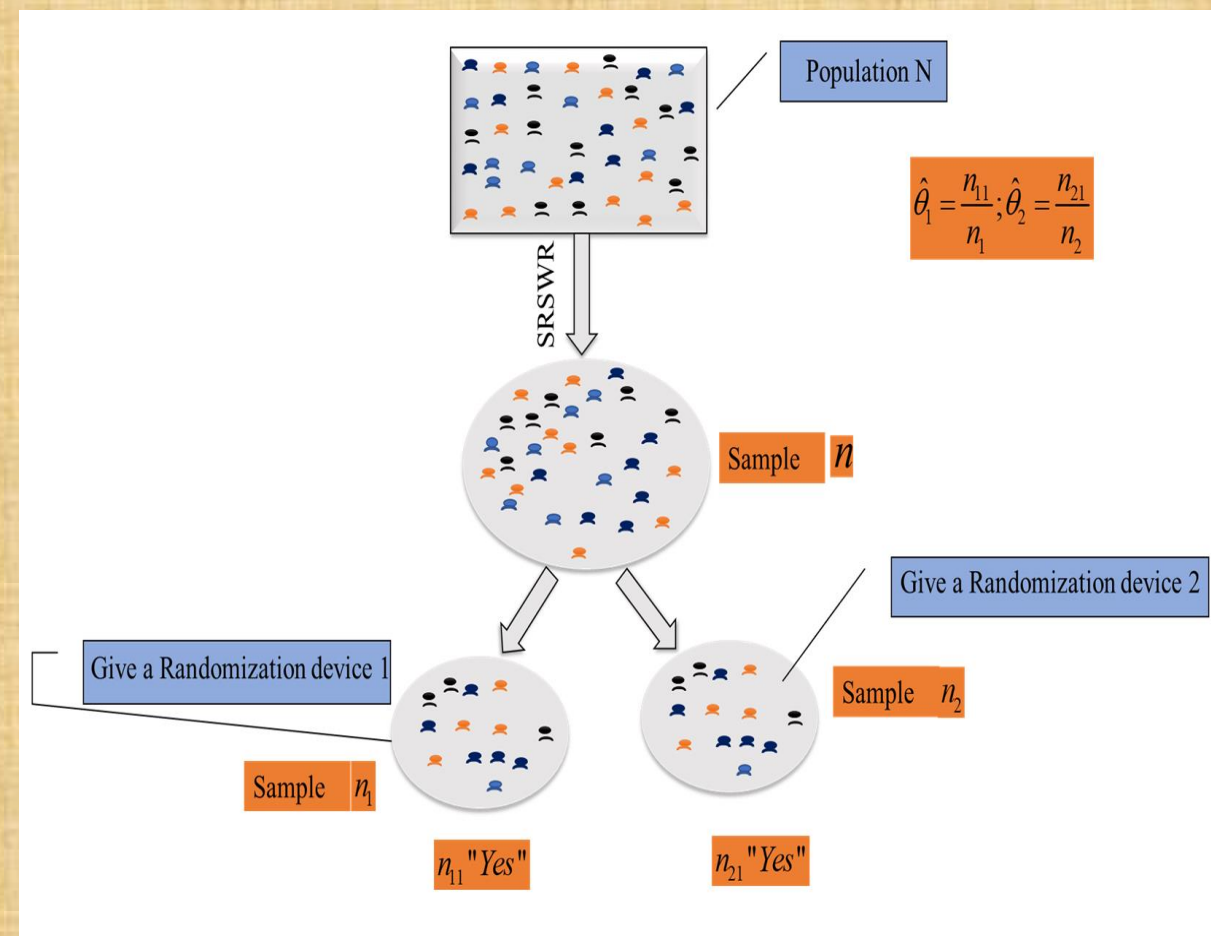 Population N
θ̂₁ = n₁₁/n₁ ; θ̂₂ = n₂₁/n₂
SRSWR
Sample n
Give a Randomization device 2
Give a Randomization device 1
Sample n₂
Sample n₁
n₁₁ "Yes"
n₂₁ "Yes"